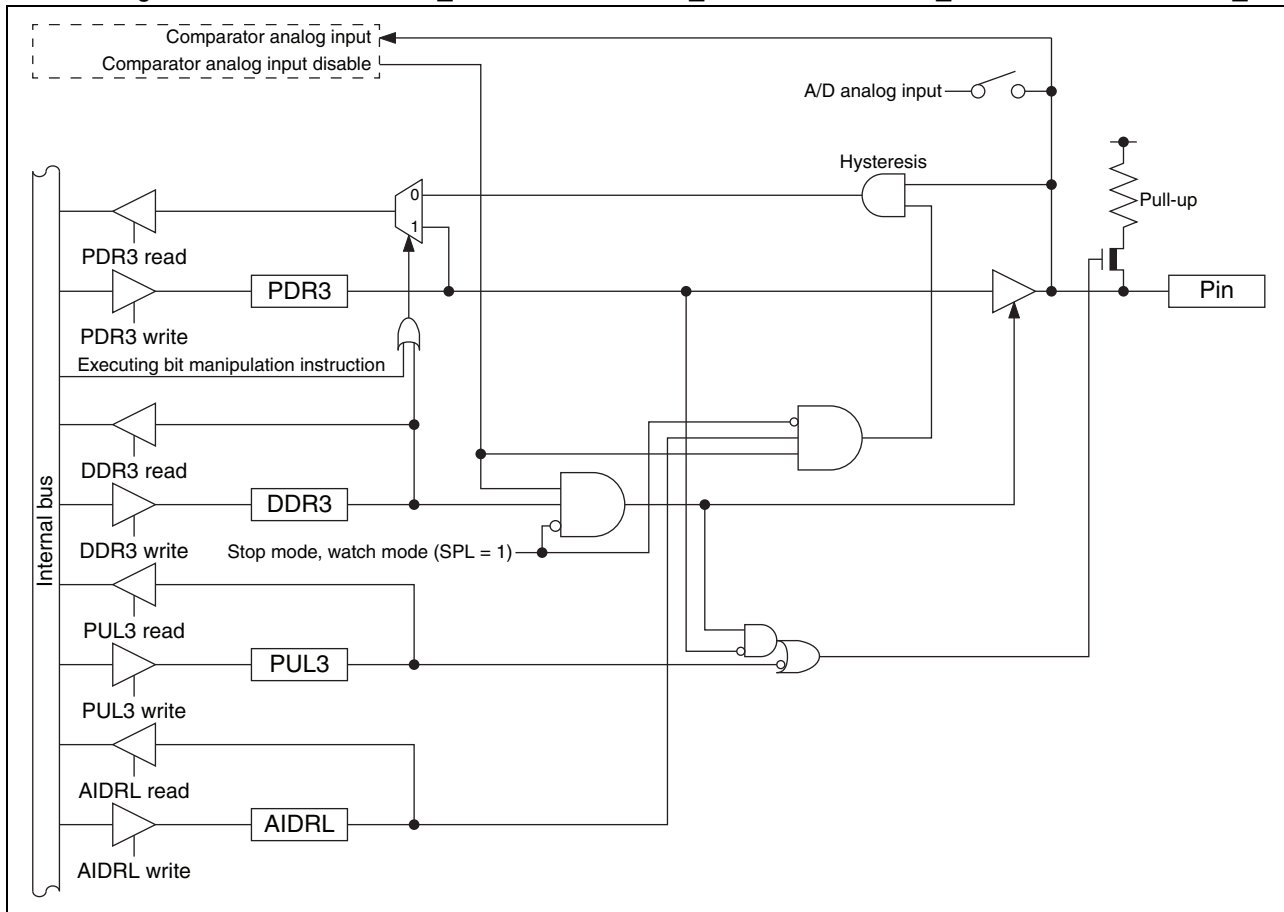 Comparator analog input
Comparator analog input disable
A/D analog input
Hysteresis
0
1
Pull-up
PDR3 read
PDR3
Pin
PDR3 write
Executing bit manipulation instruction
DDR3 read
DDR3
DDR3 write
Stop mode, watch mode (SPL = 1)
Internal bus
PUL3 read
PUL3
PUL3 write
AIDRL read
AIDRL
AIDRL write